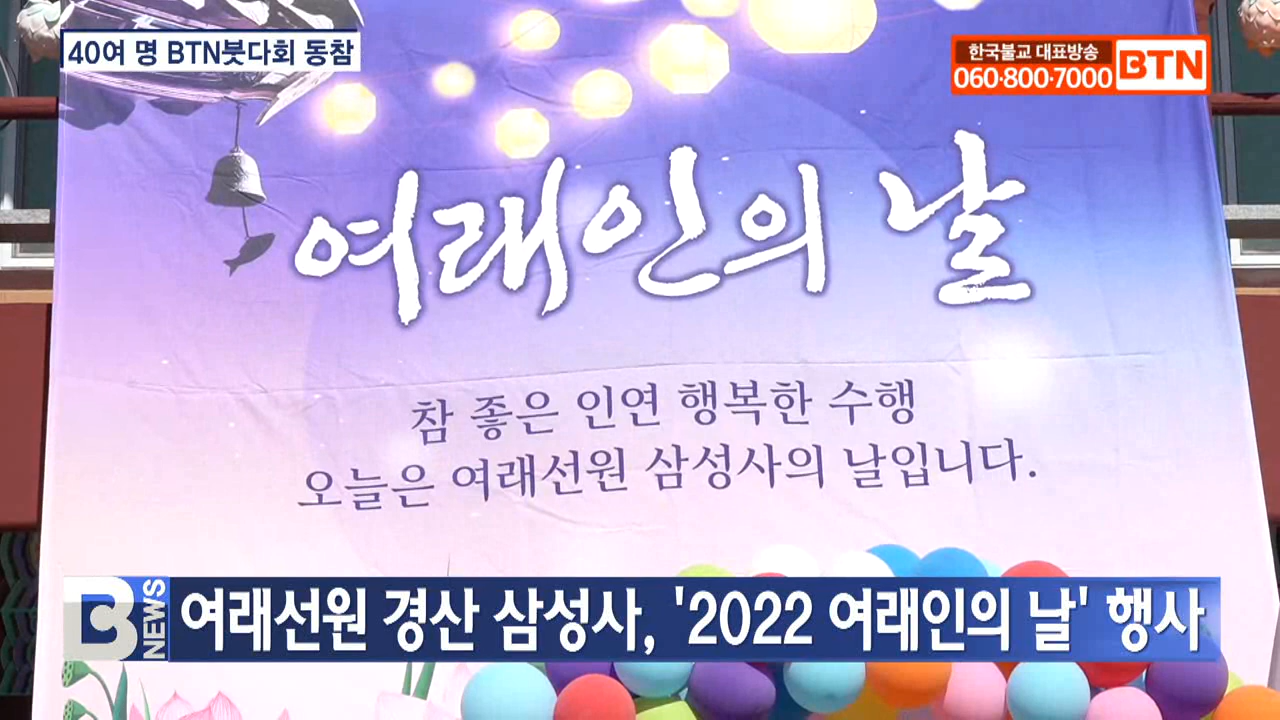 40여 명 BTN붓다회 동참
한국불교 대표방송
060·800·7000
BTN
여래인의 날
참 좋은 인연 행복한 수행
오늘은 여래선원 삼성사의 날입니다.
B NEWS
여래선원 경산 삼성사, '2022 여래인의 날' 행사